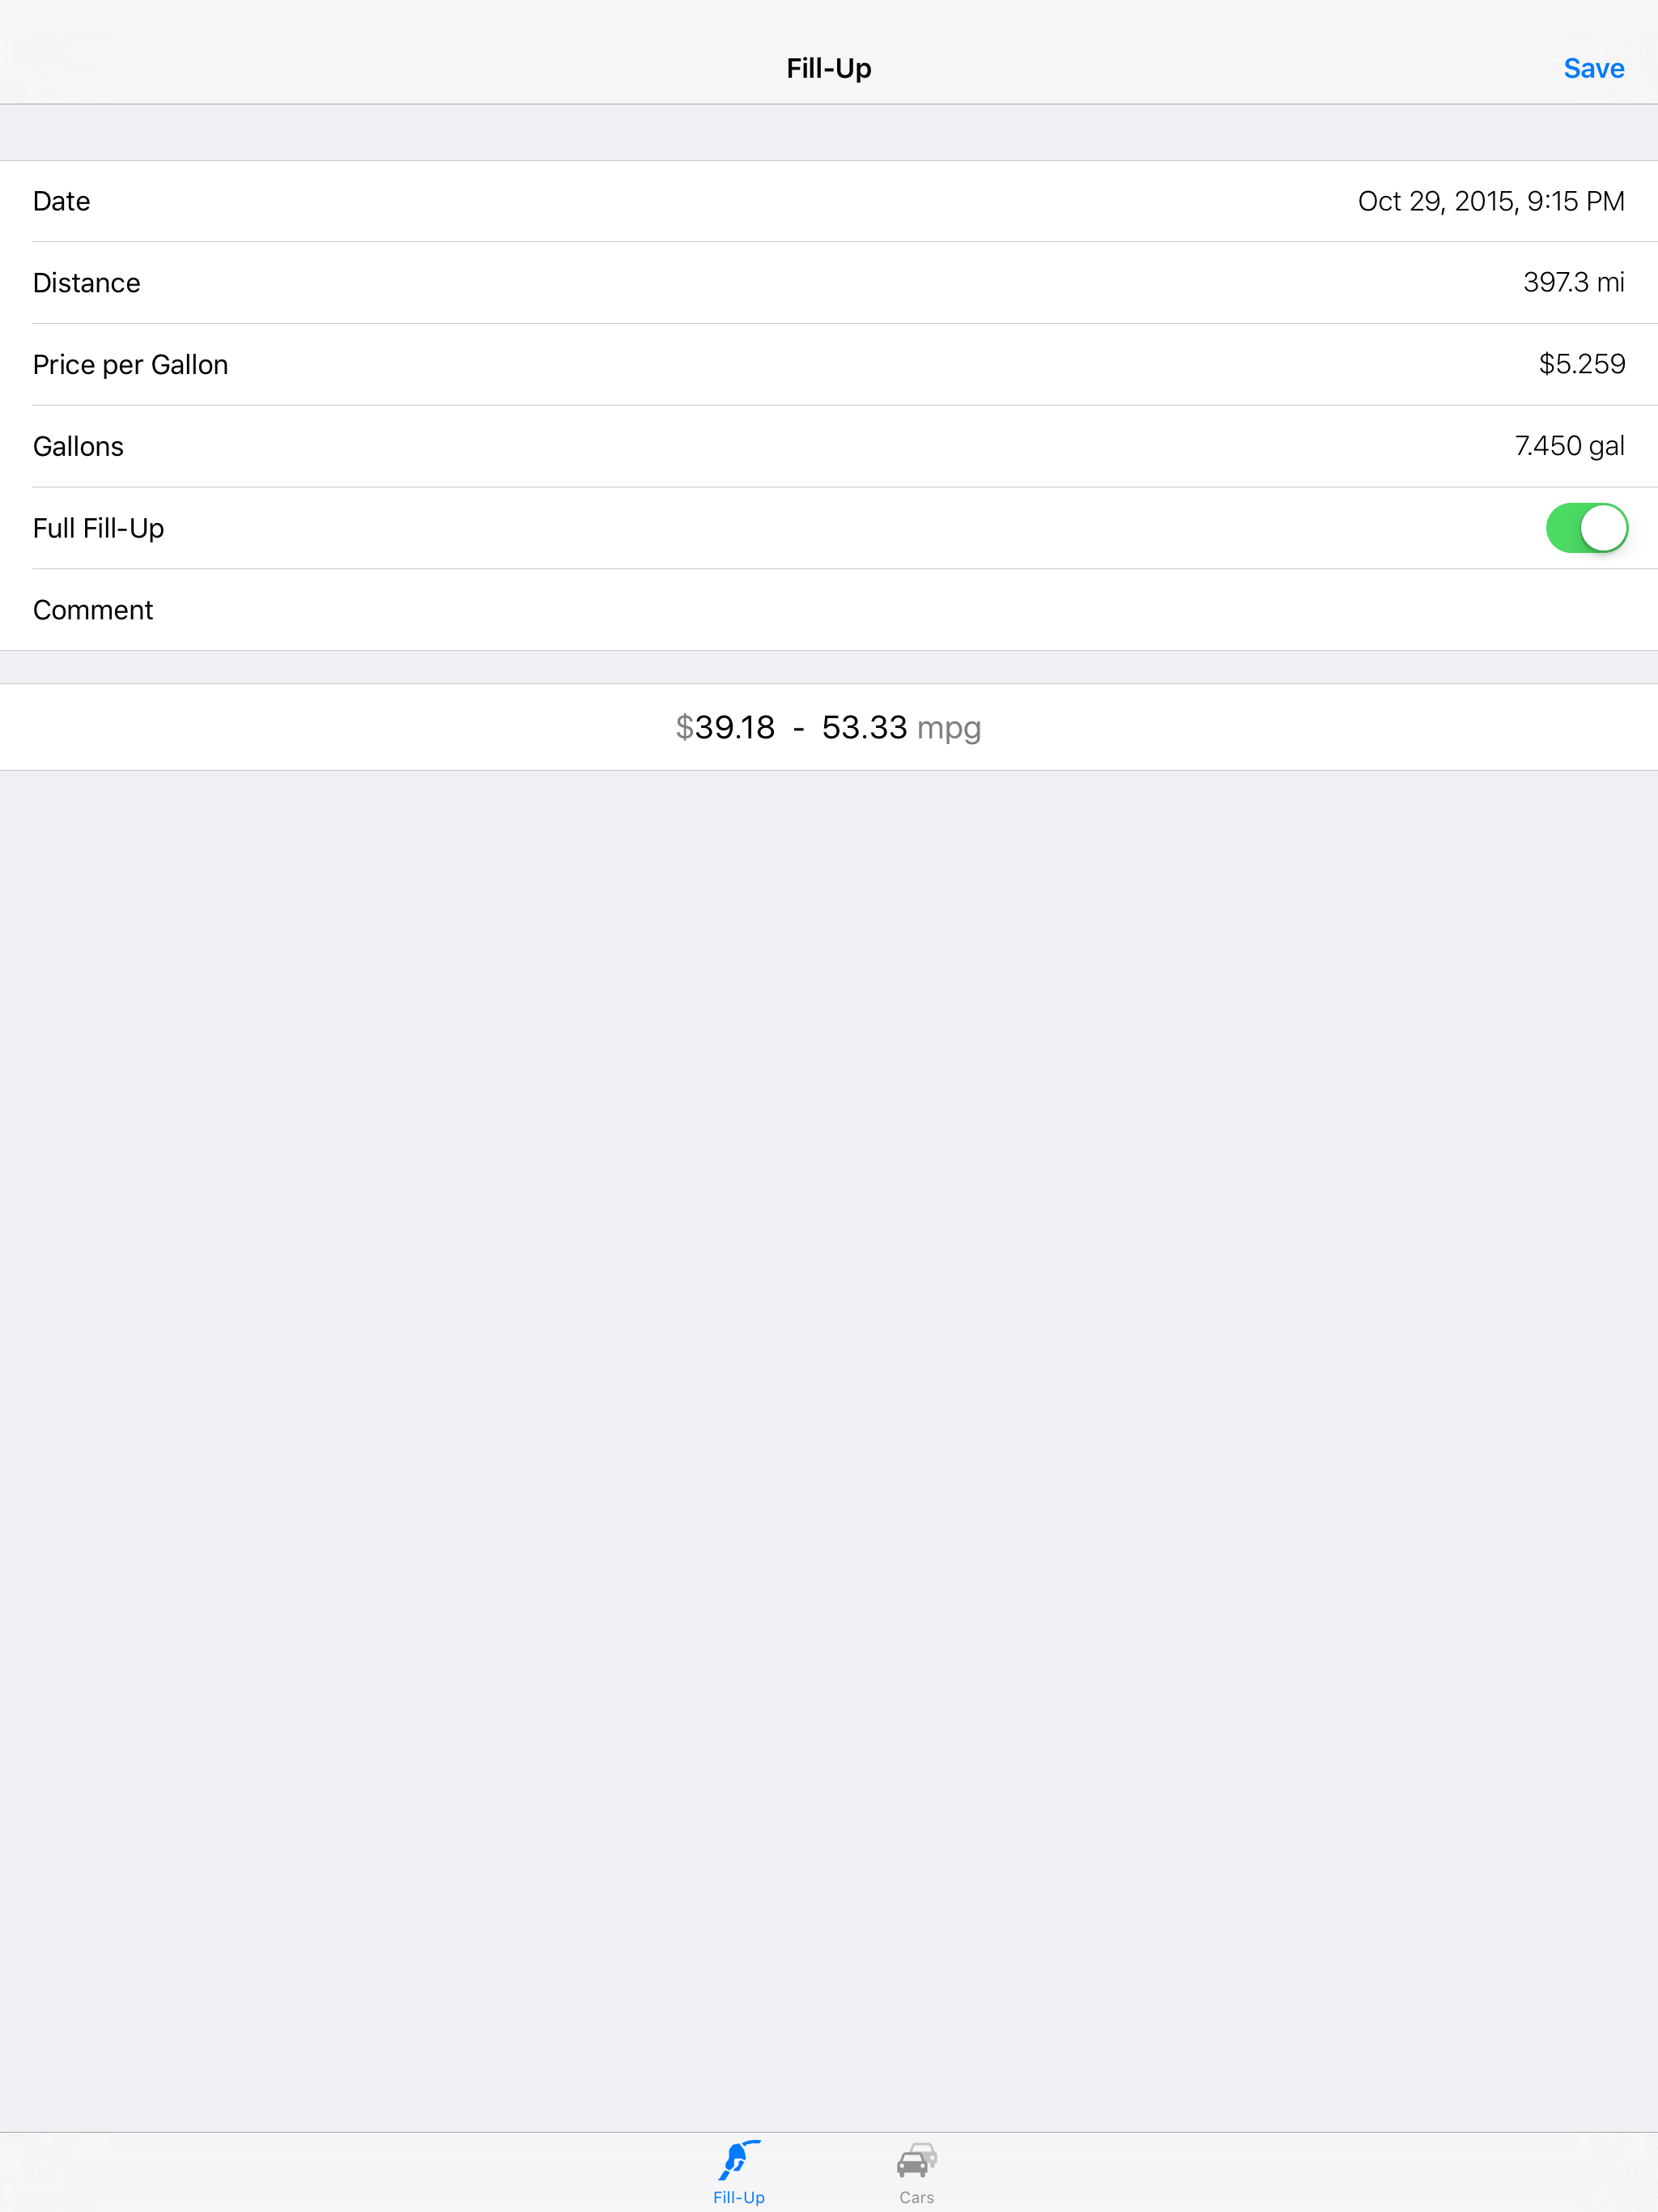 Fill-Up Save
Date Oct 29, 2015, 9:15 PM
Distance 397.3 mi
Price per Gallon $5.259
Gallons 7.450 gal
Full Fill-Up
Comment
$39.18 - 53.33 mpg
Fill-Up Cars